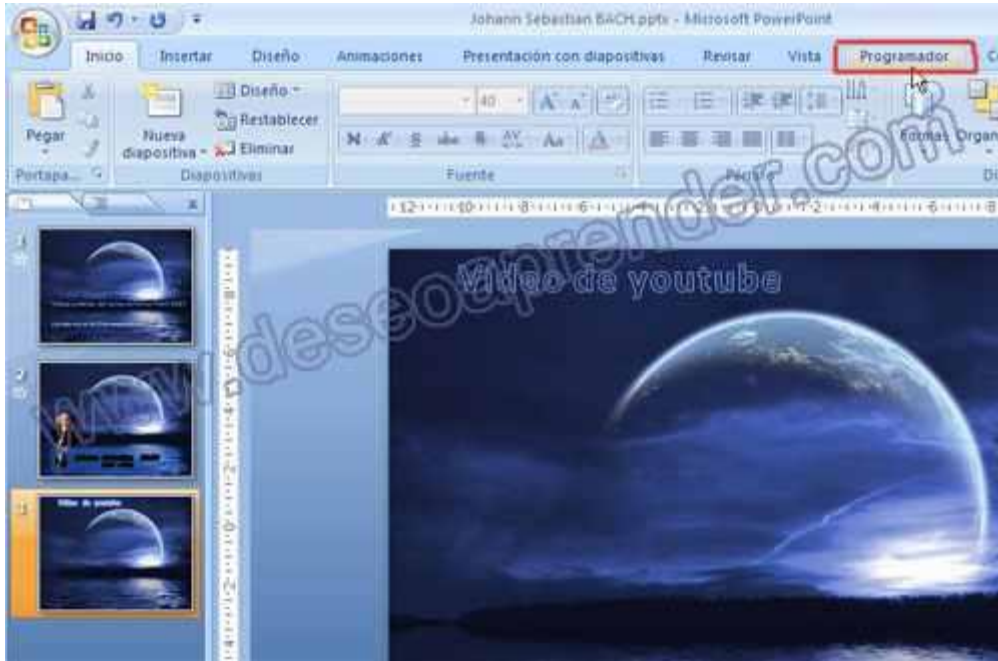 Johann Sebastian BACH.pptx - Microsoft PowerPoint
Inicio Insertar Diseño Animaciones Presentación con diapositivas Revisar Vista Programador
Pegar
Nueva diapositiva
Diseño
Restablecer
Eliminar
40
Formas
Portapa...
Diapositivas
Fuente
Párrafo
Video de youtube
www.deseoaprender.com